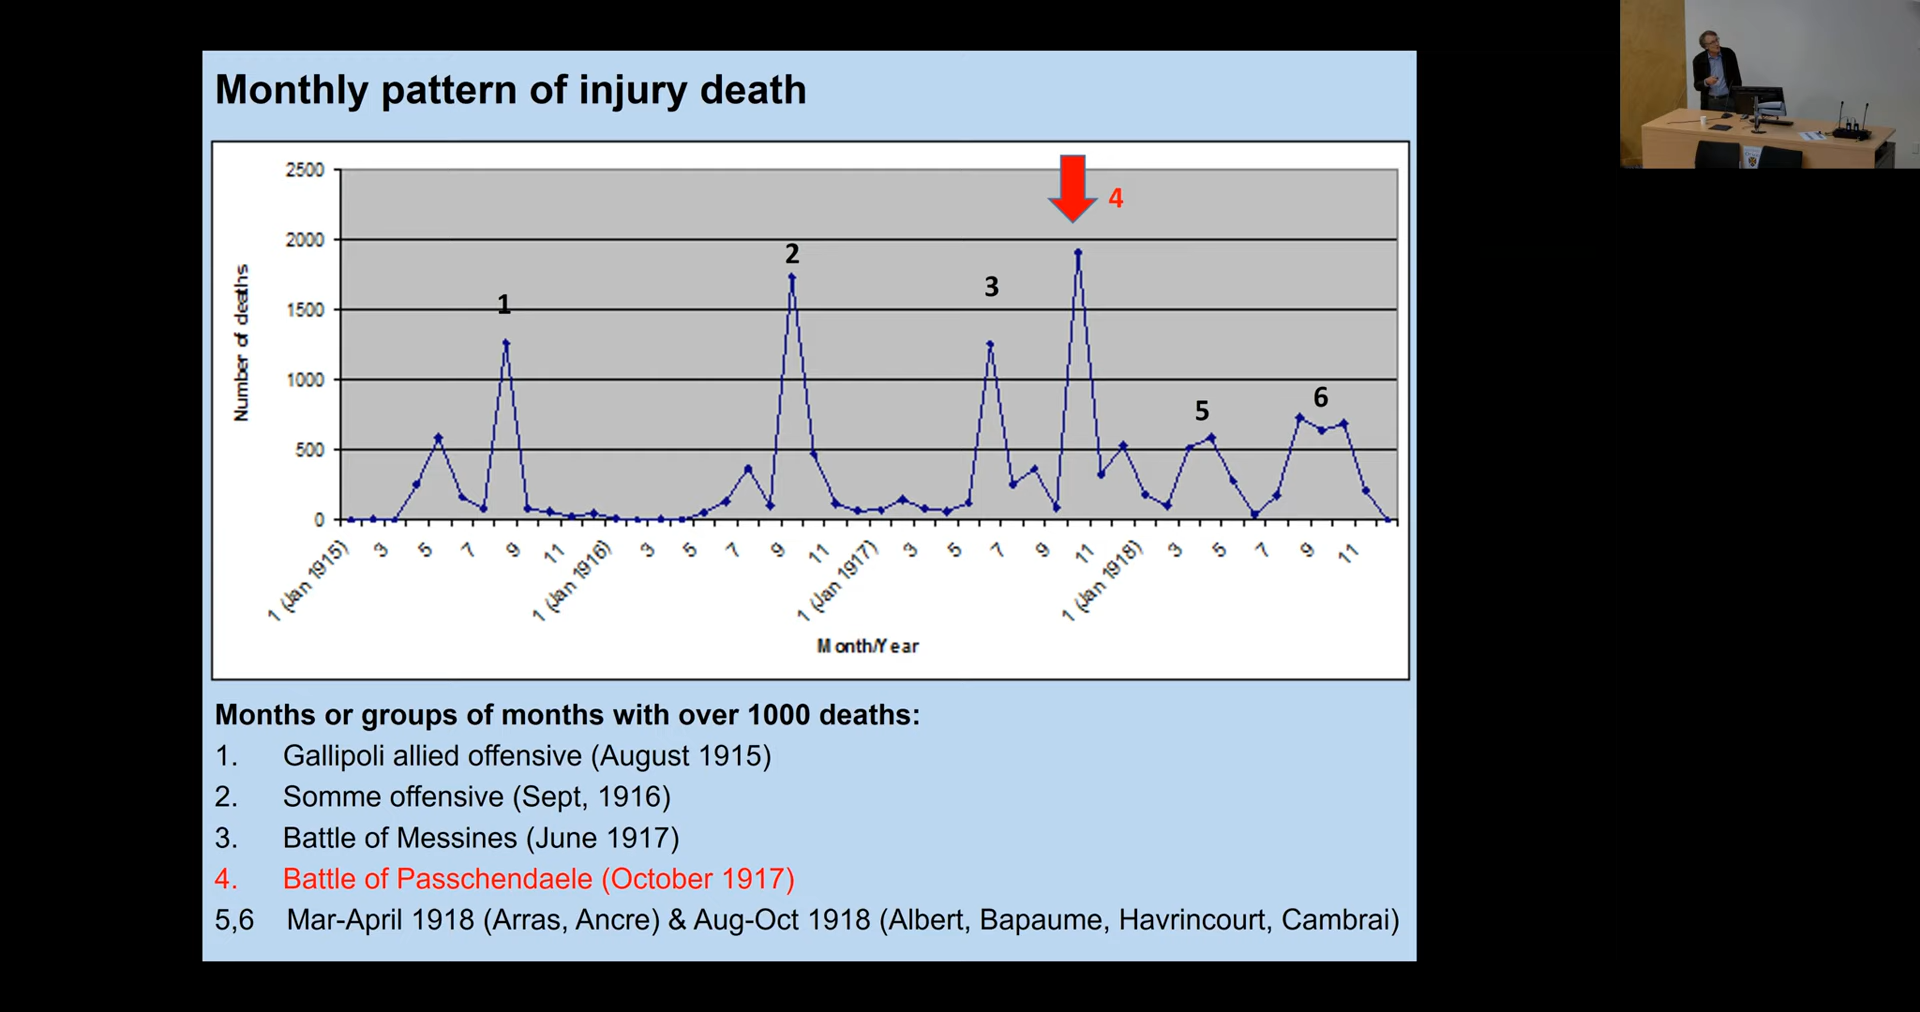 Monthly pattern of injury death
2500
2000
1500
1000
500
0
Number of deaths
1
2
3
4
5
6
1 (Jan 1915)
3
5
7
9
11
1 (Jan 1916)
3
5
7
9
11
1 (Jan 1917)
3
5
7
9
11
1 (Jan 1918)
3
5
7
9
11
Month/Year
Months or groups of months with over 1000 deaths:
1. Gallipoli allied offensive (August 1915)
2. Somme offensive (Sept, 1916)
3. Battle of Messines (June 1917)
4. Battle of Passchendaele (October 1917)
5,6 Mar-April 1918 (Arras, Ancre) & Aug-Oct 1918 (Albert, Bapaume, Havrincourt, Cambrai)